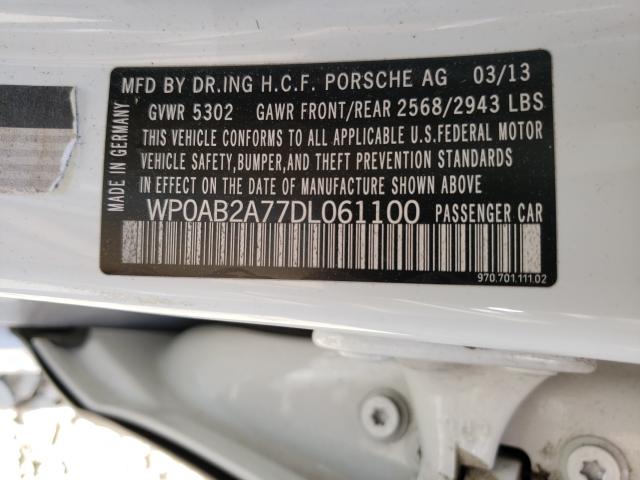 MFD BY DR.ING H.C.F. PORSCHE AG 03/13
GVWR 5302 GAWR FRONT/REAR 2568/2943 LBS
THIS VEHICLE CONFORMS TO ALL APPLICABLE U.S.FEDERAL MOTOR
VEHICLE SAFETY,BUMPER,AND THEFT PREVENTION STANDARDS
IN EFFECT ON THE DATE OF MANUFACTURE SHOWN ABOVE.
WP0AB2A77DL061100 PASSENGER CAR
MADE IN GERMANY
970.701.111.02